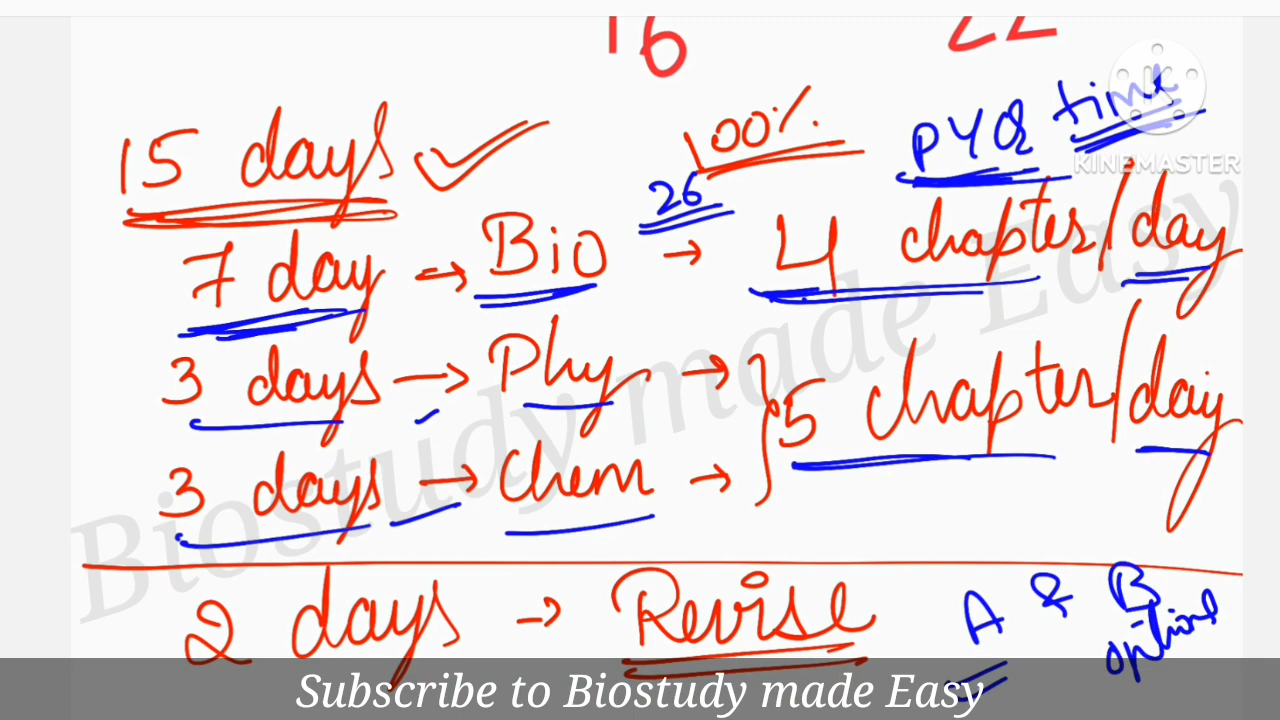 16 22
15 days 100% PYQ time
KINEMASTER
7 day → Bio 26 → 4 chapter/day
3 days → Phy → 5 chapter/day
3 days → Chem →
2 days → Revise A & B
options
Biostudy made Easy
Subscribe to Biostudy made Easy